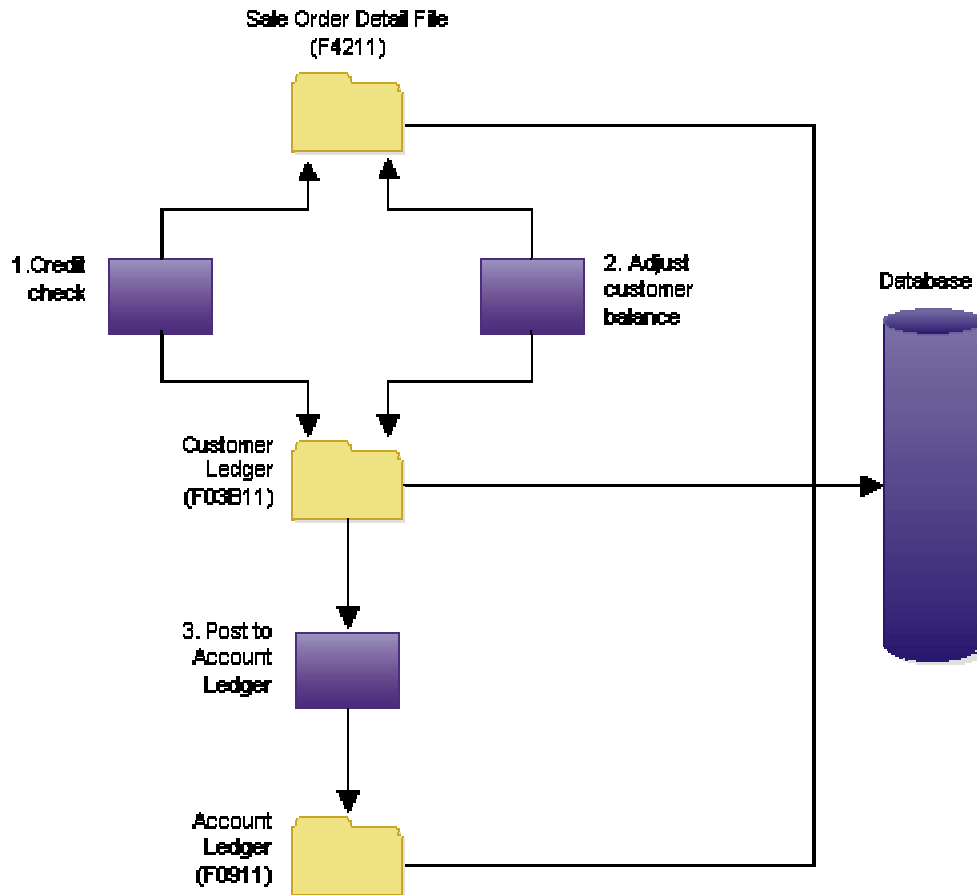 Sale Order Detail File
(F4211)
1.Credit
check
2. Adjust
customer
balance
Database
Customer
Ledger
(F03B11)
3. Post to
Account
Ledger
Account
Ledger
(F0911)